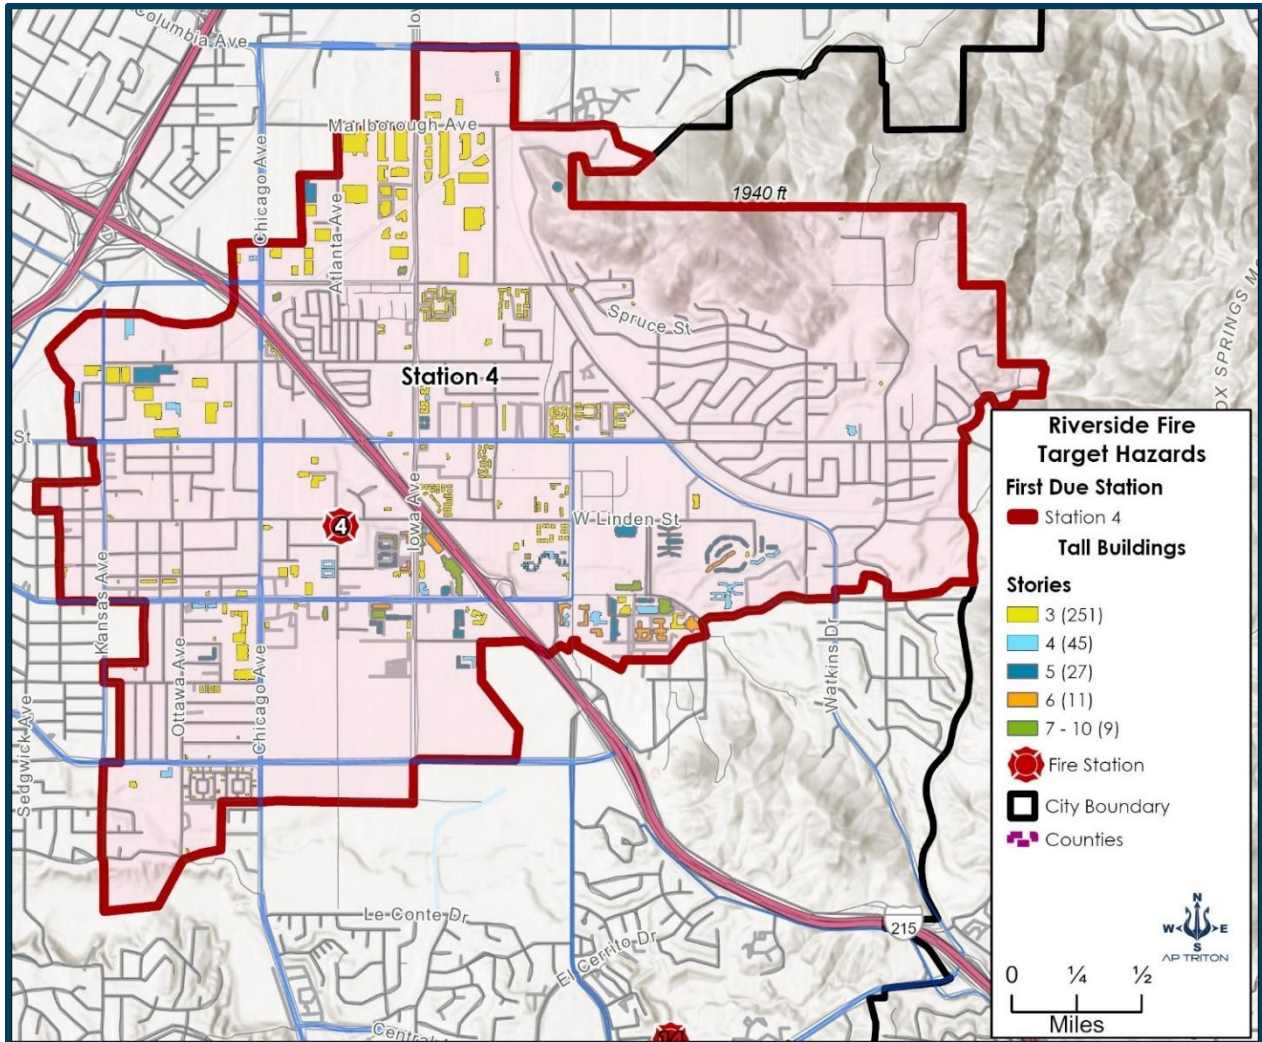 Columbia Ave
Marlborough Ave
Chicago Ave
Atlanta Ave
1940 ft
Spruce St
Station 4
St
Iowa Ave
W Linden St
4
Kansas Ave
Ottawa Ave
Chicago Ave
Sedgwick Ave
Watkins Dr
Le Conte Dr
El Cerrito Dr
215
Central
OX SPRINGS M
Riverside Fire
Target Hazards
First Due Station
Station 4
Tall Buildings
Stories
3 (251)
4 (45)
5 (27)
6 (11)
7 - 10 (9)
Fire Station
City Boundary
Counties
N
W E
S
AP TRITON
0 ¼ ½
Miles